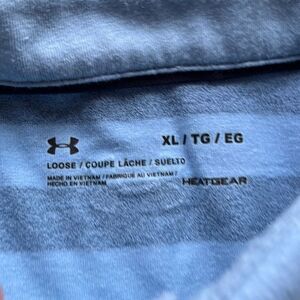 XL / TG / EG
LOOSE / COUPE LÂCHE / SUELTO
MADE IN VIETNAM / FABRIQUÉ AU VIETNAM /
HECHO EN VIETNAM
HEATGEAR